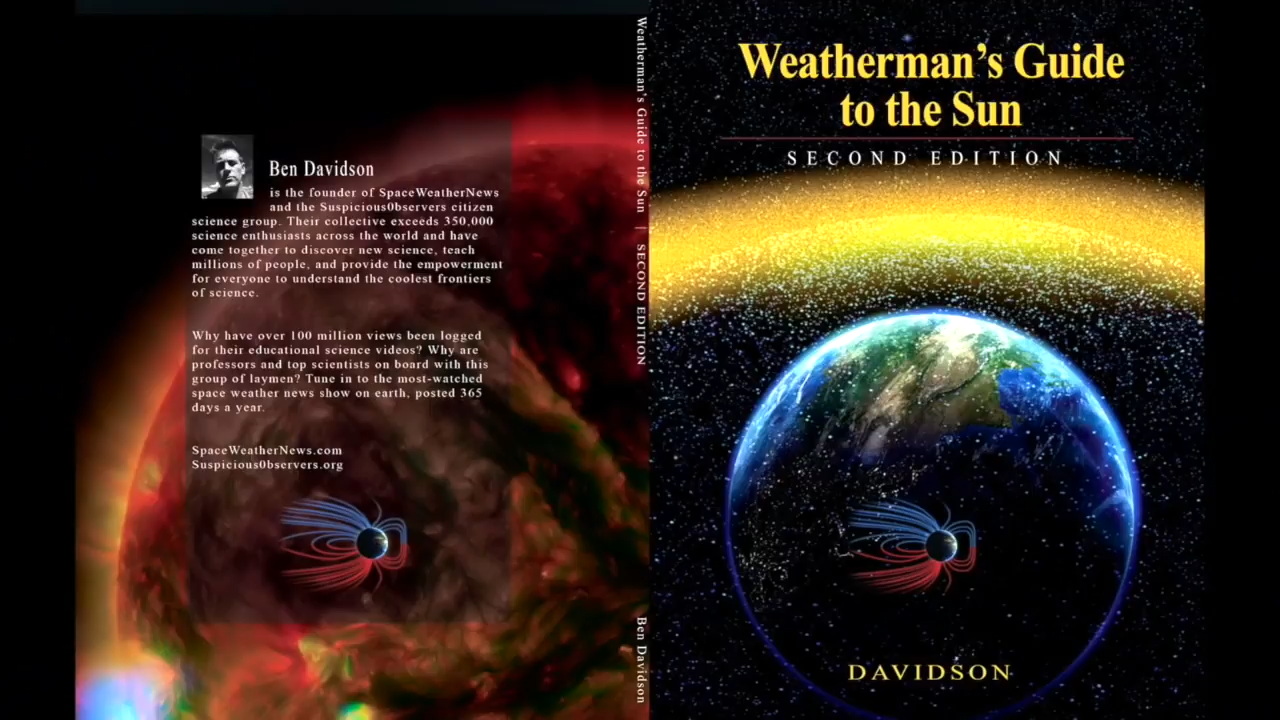 Ben Davidson
is the founder of SpaceWeatherNews
and the Suspicious0bservers citizen
science group. Their collective exceeds 350,000
science enthusiasts across the world and have
come together to discover new science, teach
millions of people, and provide the empowerment
for everyone to understand the coolest frontiers
of science.
Why have over 100 million views been logged
for their educational science videos? Why are
professors and top scientists on board with this
group of laymen? Tune in to the most-watched
space weather news show on earth, posted 365
days a year.
SpaceWeatherNews.com
Suspicious0bservers.org
Weatherman's Guide to the Sun | SECOND EDITION
Ben Davidson
Weatherman's Guide
to the Sun
SECOND EDITION
DAVIDSON